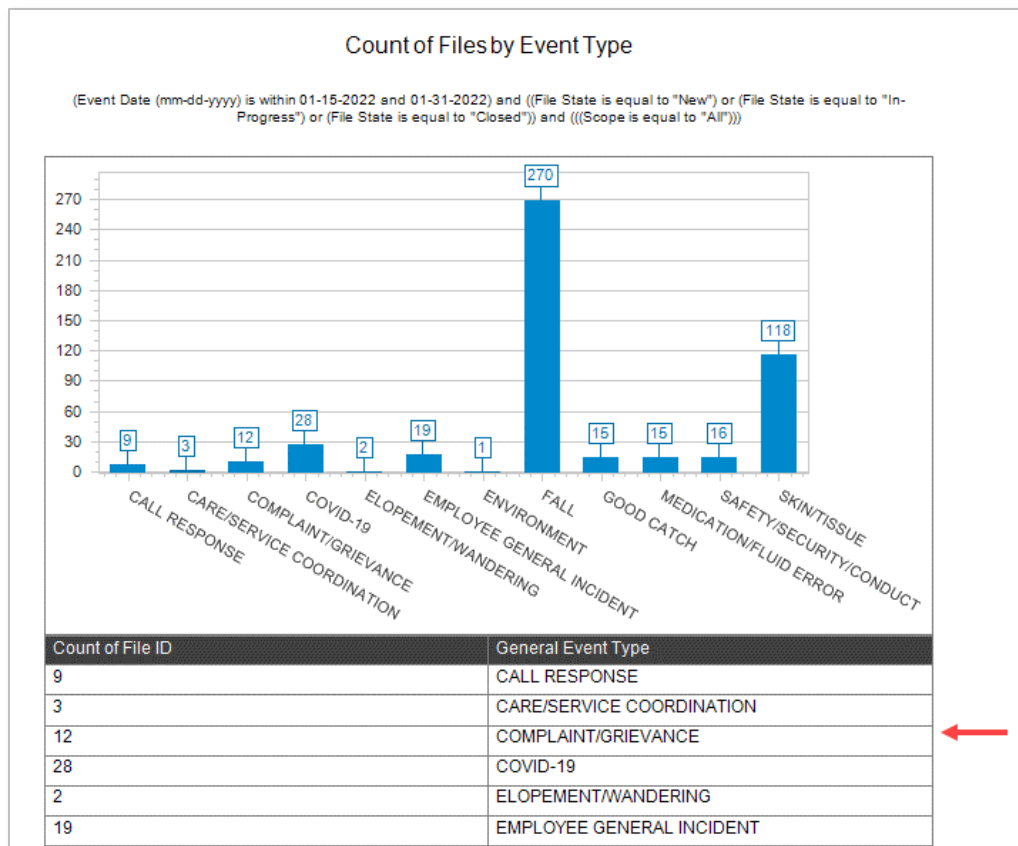 Count of Files by Event Type
(Event Date (mm-dd-yyyy) is within 01-15-2022 and 01-31-2022) and ((File State is equal to "New") or (File State is equal to "In-
Progress") or (File State is equal to "Closed")) and (((Scope is equal to "All")))
270
240
210
180
150
120
90
60
30
0
9
3
12
28
2
19
1
270
15
15
16
118
CALL RESPONSE
CARE/SERVICE COORDINATION
COMPLAINT/GRIEVANCE
COVID-19
ELOPEMENT/WANDERING
EMPLOYEE GENERAL INCIDENT
ENVIRONMENT
FALL
GOOD CATCH
MEDICATION/FLUID ERROR
SAFETY/SECURITY/CONDUCT
SKIN/TISSUE
Count of File ID General Event Type
9 CALL RESPONSE
3 CARE/SERVICE COORDINATION
12 COMPLAINT/GRIEVANCE
28 COVID-19
2 ELOPEMENT/WANDERING
19 EMPLOYEE GENERAL INCIDENT